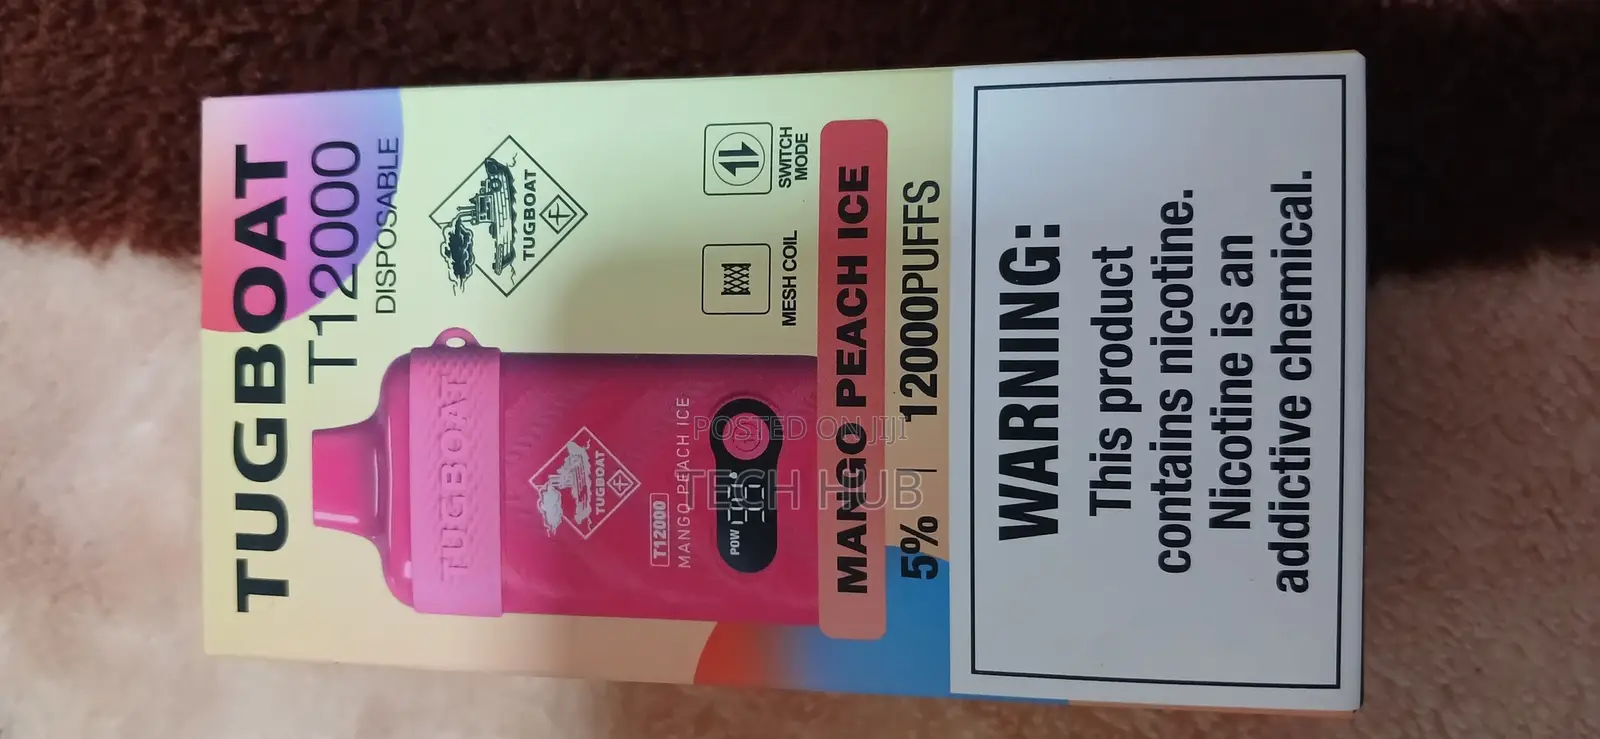 TUGBOAT
T12000
DISPOSABLE
TUGBOAT
MESH COIL
SWITCH
MODE
TUGBOAT
TUGBOAT
T12000
MANGO PEACH ICE
POW
MANGO PEACH ICE
5% | 12000PUFFS
WARNING:
This product
contains nicotine.
Nicotine is an
addictive chemical.
POSTED ON JIJI
TECH HUB